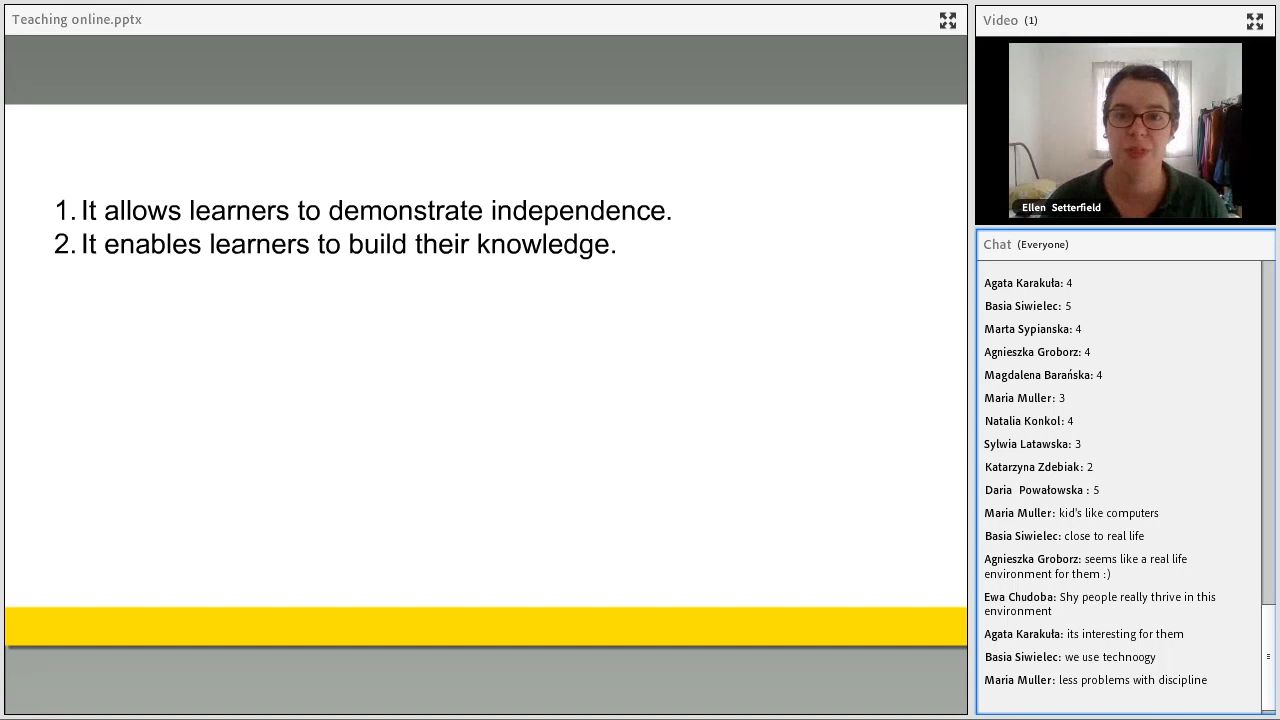 Teaching online.pptx
1. It allows learners to demonstrate independence.
2. It enables learners to build their knowledge.
Video (1)
Ellen Setterfield
Chat (Everyone)
Agata Karakuła: 4
Basia Siwielec: 5
Marta Sypianska: 4
Agnieszka Groborz: 4
Magdalena Barańska: 4
Maria Muller: 3
Natalia Konkol: 4
Sylwia Latawska: 3
Katarzyna Zdebiak: 2
Daria Powałowska : 5
Maria Muller: kid's like computers
Basia Siwielec: close to real life
Agnieszka Groborz: seems like a real life
environment for them :)
Ewa Chudoba: Shy people really thrive in this
environment
Agata Karakuła: its interesting for them
Basia Siwielec: we use technoogy
Maria Muller: less problems with discipline